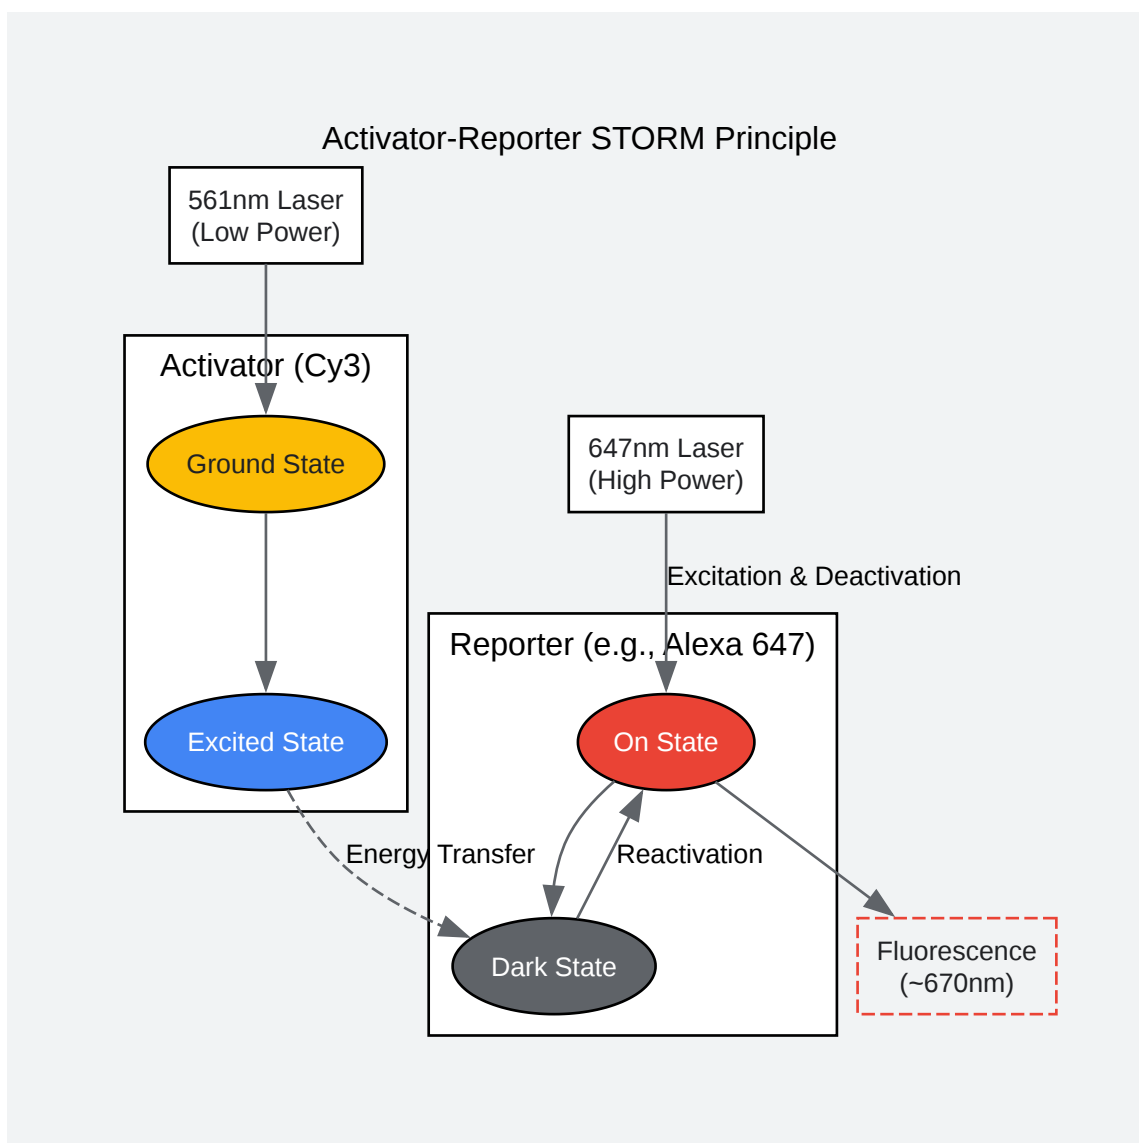 Activator-Reporter STORM Principle
561nm Laser
(Low Power)
Activator (Cy3)
Ground State
647nm Laser
(High Power)
Excitation & Deactivation
Reporter (e.g., Alexa 647)
Excited State
On State
Energy Transfer
Reactivation
Dark State
Fluorescence
(~670nm)